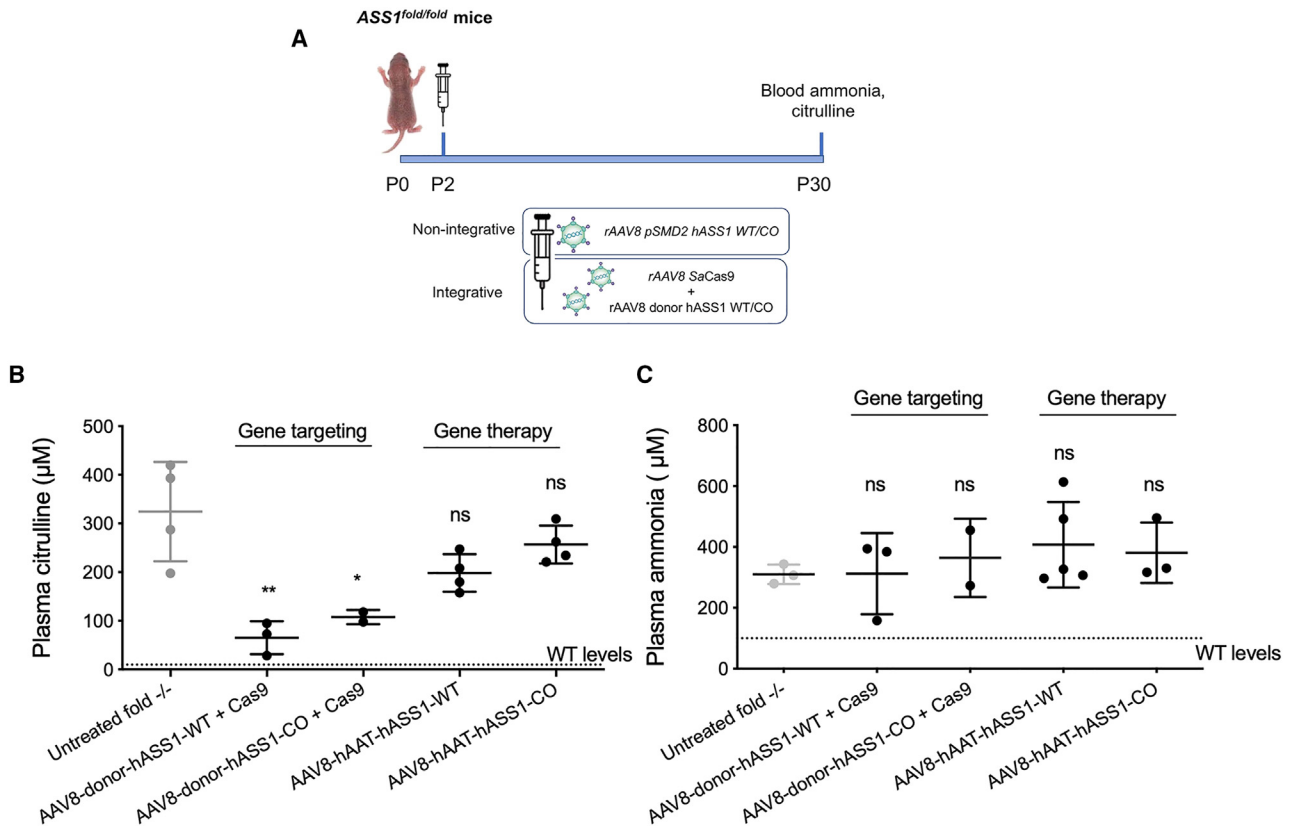 ASS1fold/fold mice
A
Blood ammonia,
citrulline
P0 P2 P30
Non-integrative
rAAV8 pSMD2 hASS1 WT/CO
Integrative
rAAV8 SaCas9
+
rAAV8 donor hASS1 WT/CO
B
Plasma citrulline (µM)
Gene targeting
Gene therapy
500
400
300
200
100
0
**
*
ns
ns
WT levels
Untreated fold -/-
AAV8-donor-hASS1-WT + Cas9
AAV8-donor-hASS1-CO + Cas9
AAV8-hAAT-hASS1-WT
AAV8-hAAT-hASS1-CO
C
Plasma ammonia ( µM)
Gene targeting
Gene therapy
800
600
400
200
0
ns
ns
ns
ns
WT levels
Untreated fold -/-
AAV8-donor-hASS1-WT + Cas9
AAV8-donor-hASS1-CO + Cas9
AAV8-hAAT-hASS1-WT
AAV8-hAAT-hASS1-CO